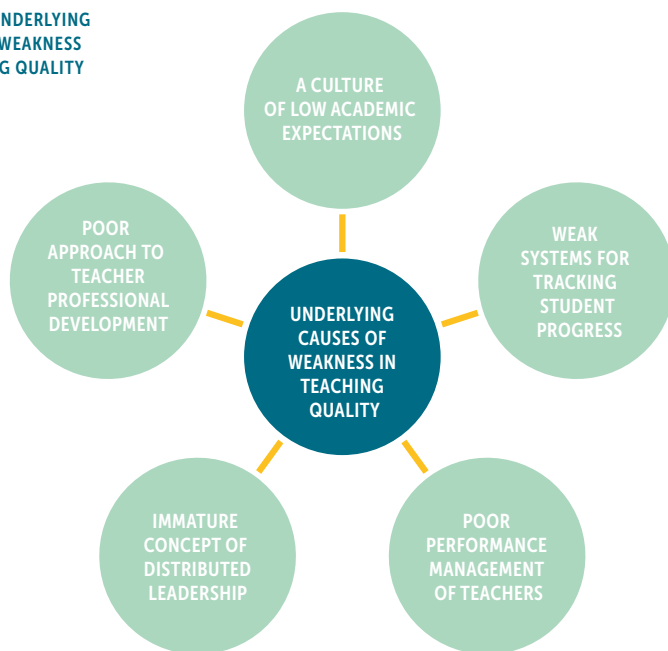 NDERLYING
WEAKNESS
G QUALITY
A CULTURE
OF LOW ACADEMIC
EXPECTATIONS
POOR
APPROACH TO
TEACHER
PROFESSIONAL
DEVELOPMENT
WEAK
SYSTEMS FOR
TRACKING
STUDENT
PROGRESS
UNDERLYING
CAUSES OF
WEAKNESS IN
TEACHING
QUALITY
IMMATURE
CONCEPT OF
DISTRIBUTED
LEADERSHIP
POOR
PERFORMANCE
MANAGEMENT
OF TEACHERS